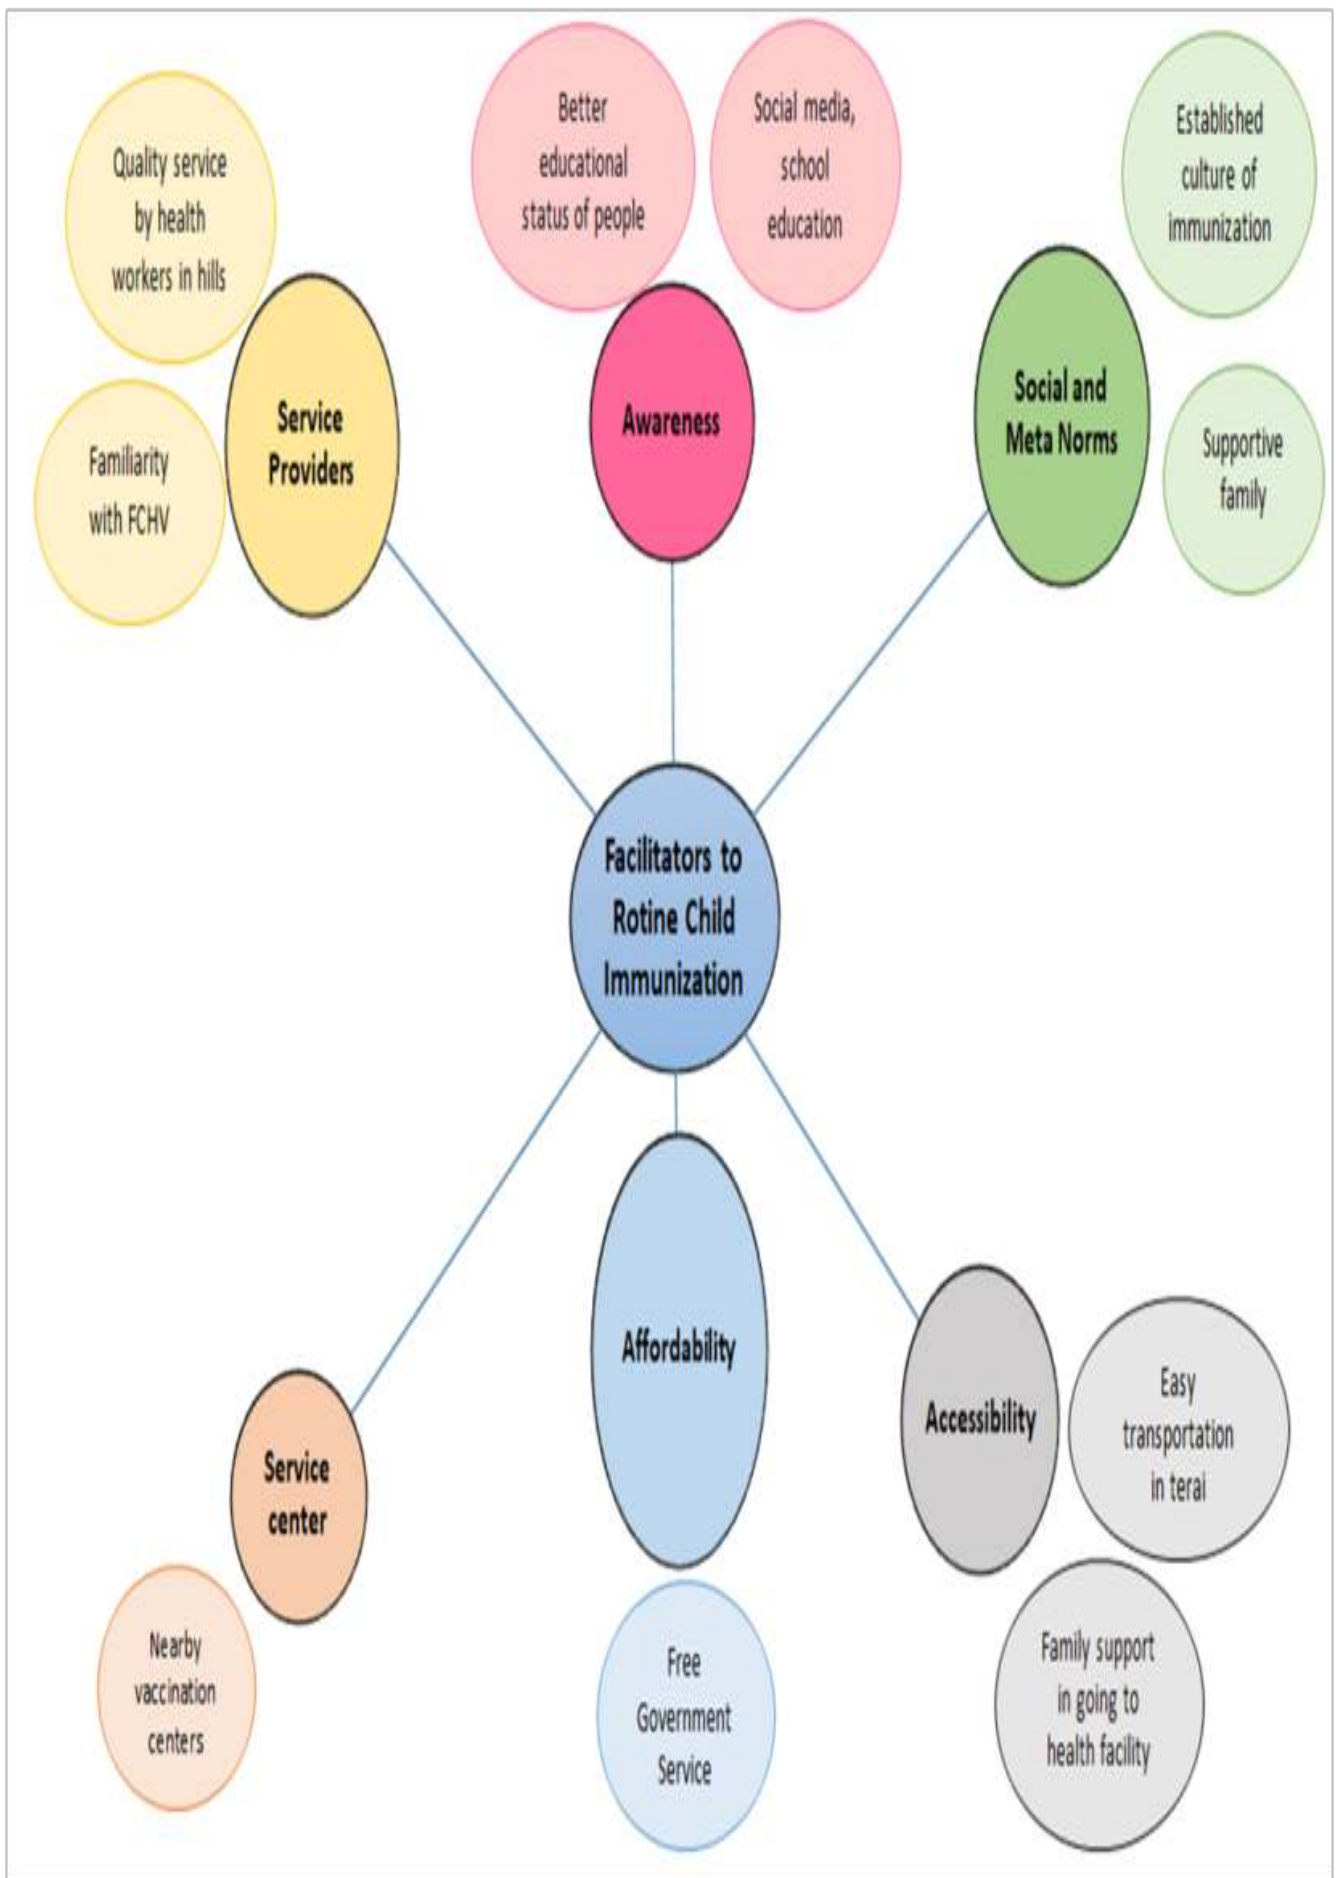 Quality service
by health
workers in hills
Familiarity
with FCHV
Service
Providers
Better
educational
status of people
Social media,
school
education
Awareness
Established
culture of
immunization
Social and
Meta Norms
Supportive
family
Facilitators to
Rotine Child
Immunization
Service
center
Nearby
vaccination
centers
Affordability
Free
Government
Service
Accessibility
Easy
transportation
in terai
Family support
in going to
health facility